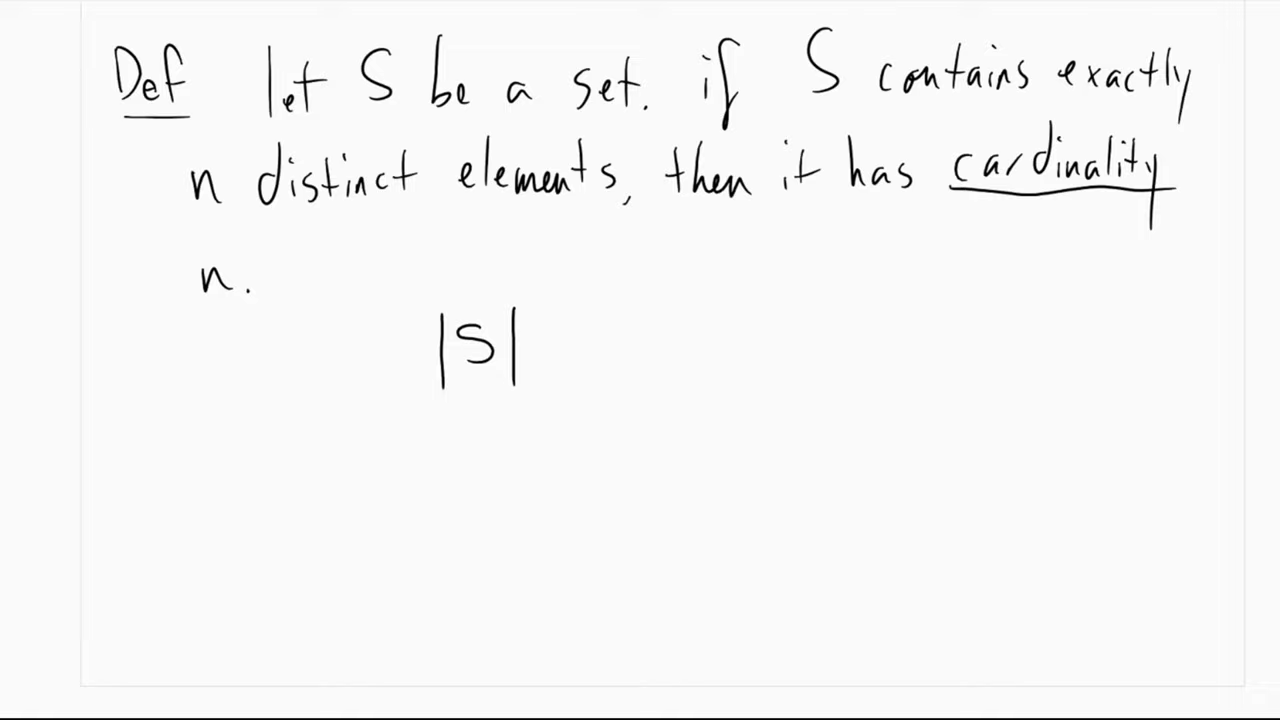 Def let S be a set. if S contains exactly
n distinct elements, then it has cardinality
n.
|S|